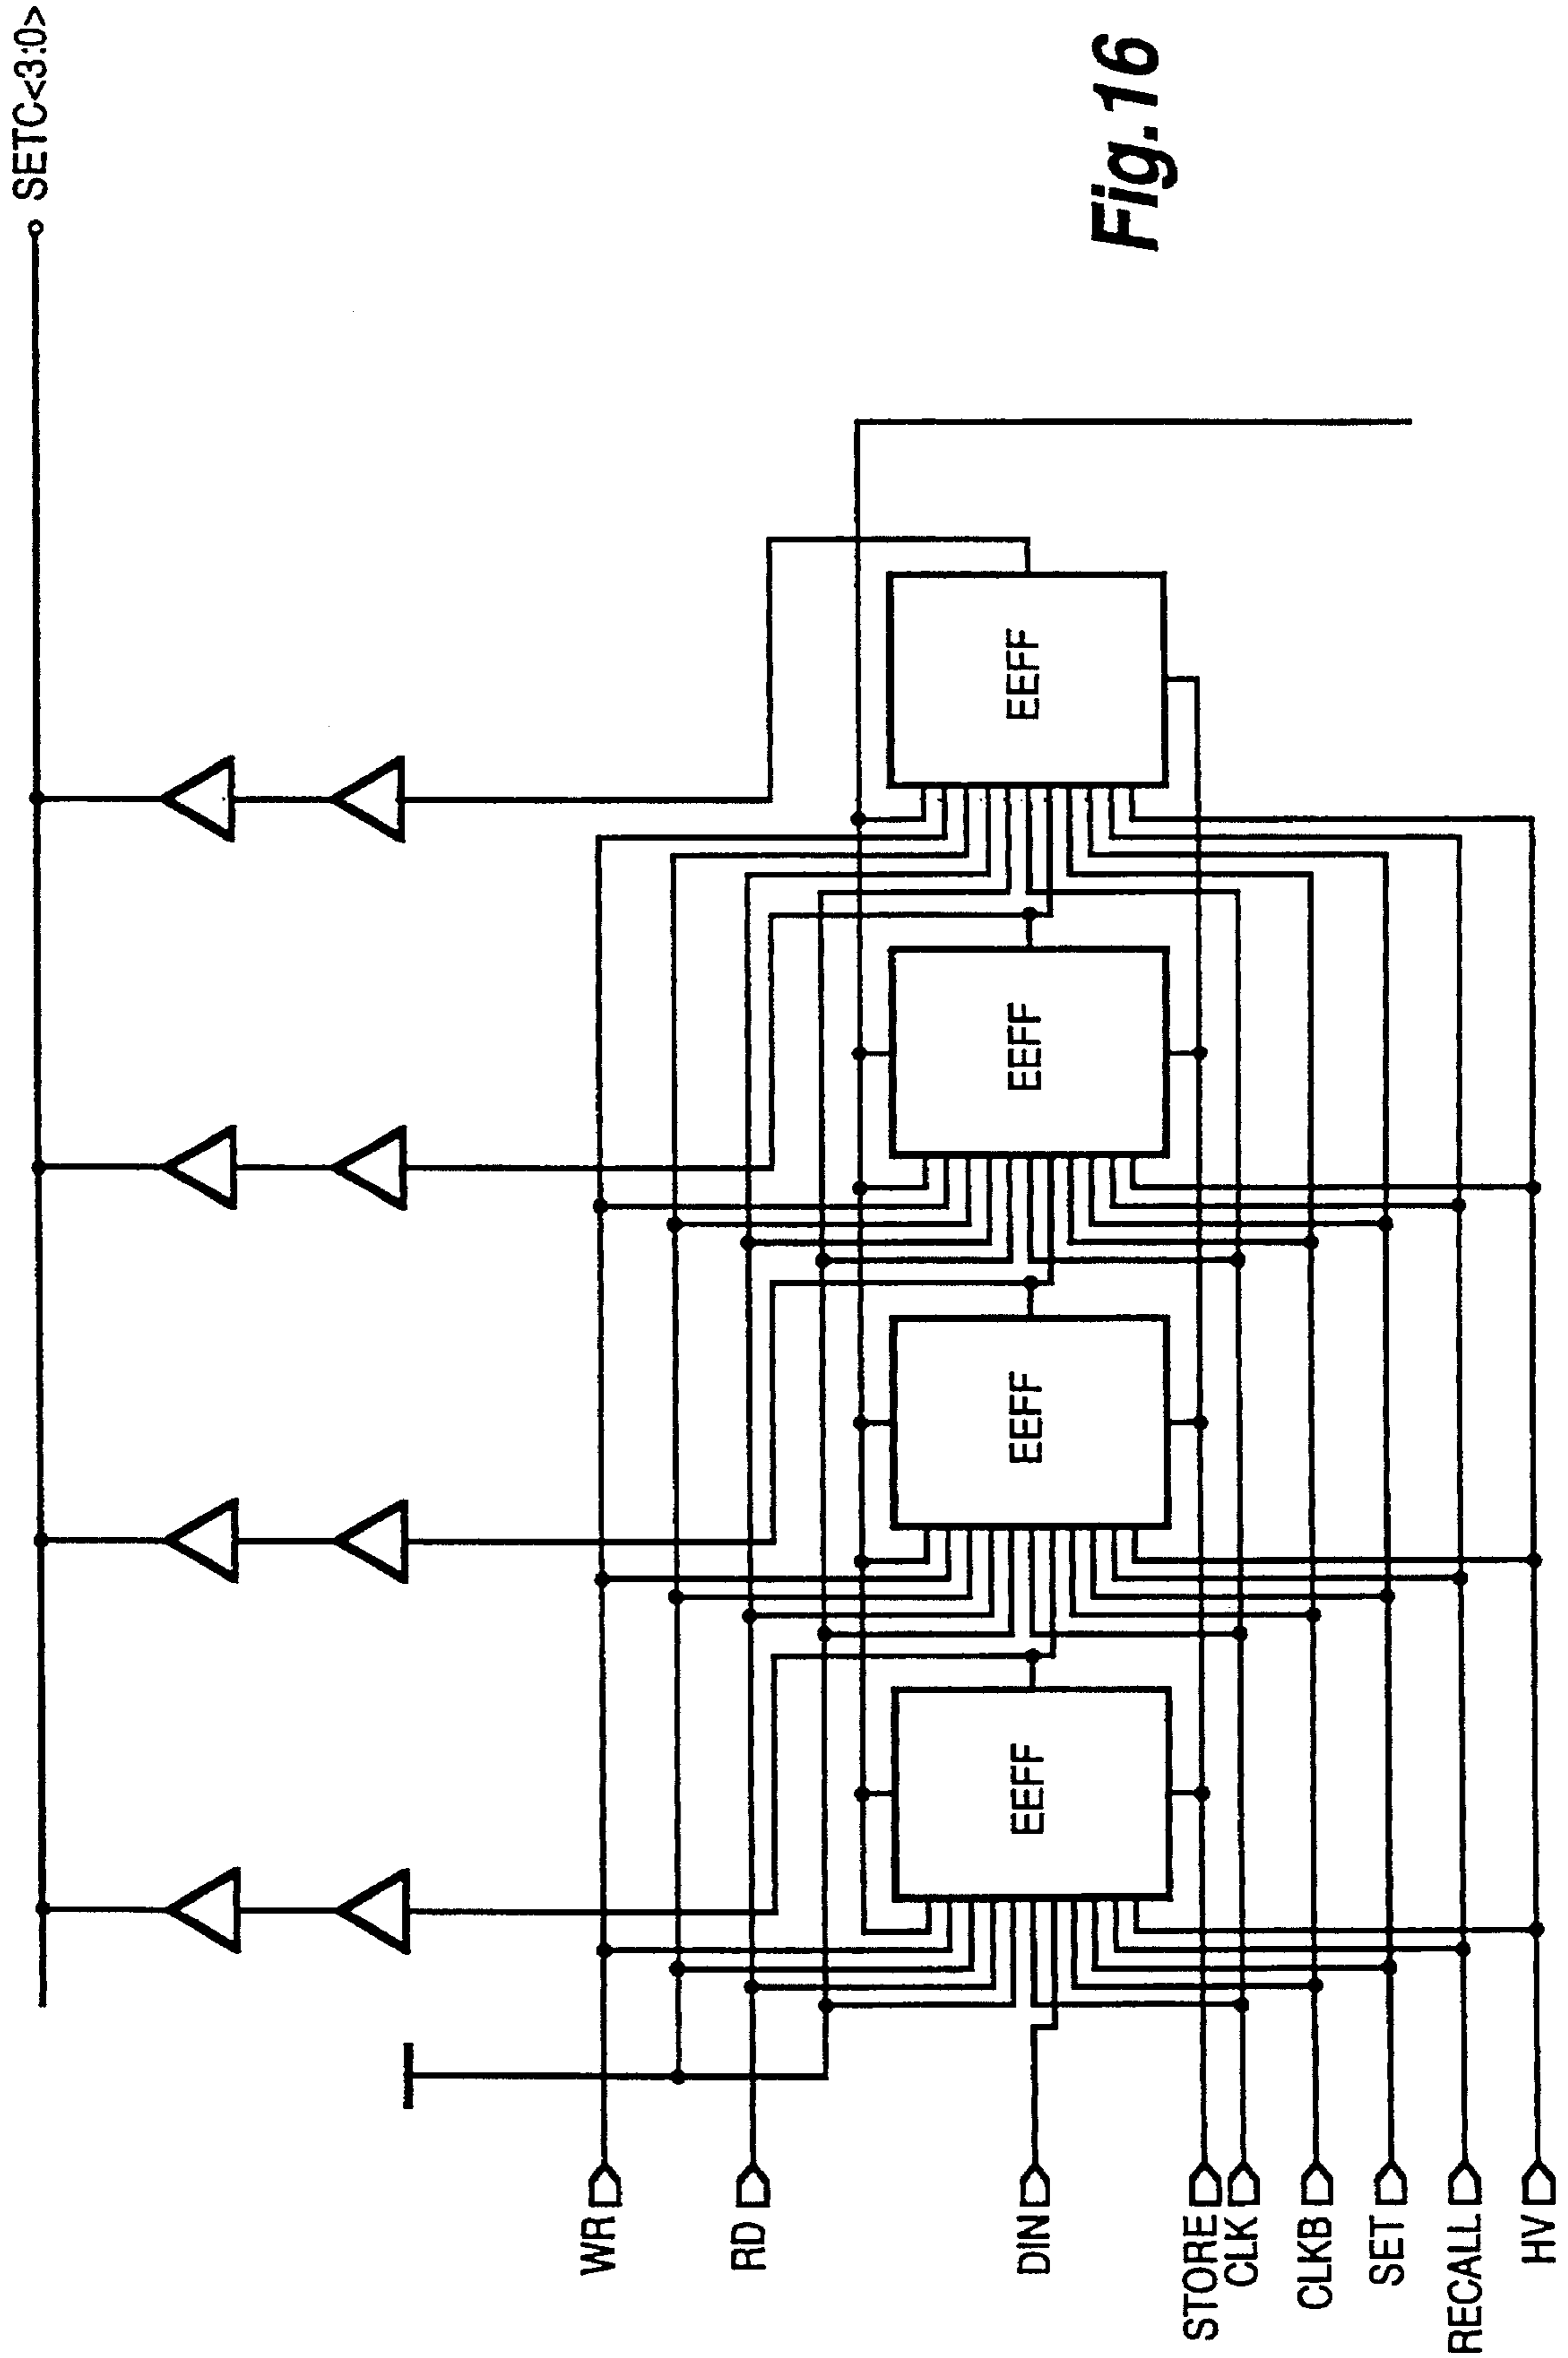 SETC<3:0>
EEFF
EEFF
EEFF
EEFF
WR
RD
DIN
STORE
CLK
CLKB
SET
RECALL
HV
Fig.16